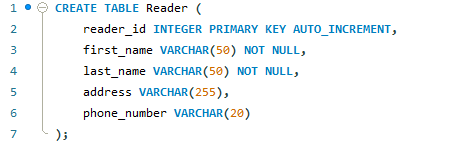 1 CREATE TABLE Reader (
2 reader_id INTEGER PRIMARY KEY AUTO_INCREMENT,
3 first_name VARCHAR(50) NOT NULL,
4 last_name VARCHAR(50) NOT NULL,
5 address VARCHAR(255),
6 phone_number VARCHAR(20)
7 );